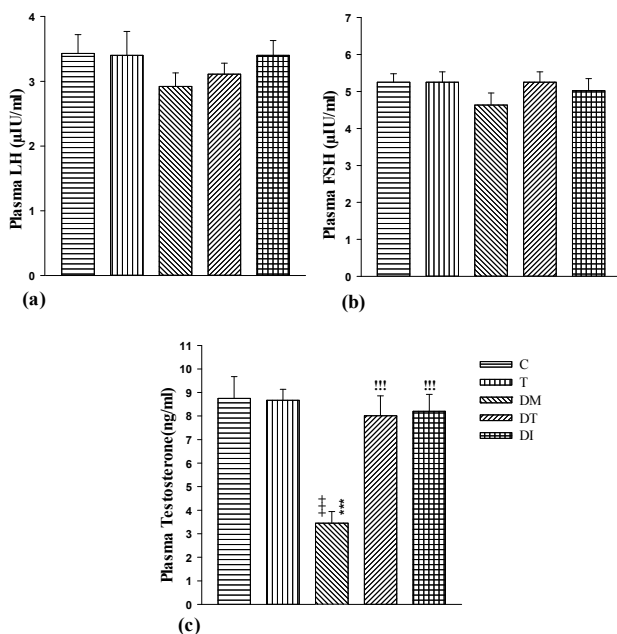 4
3
2
1
0
Plasma LH (µIU/ml)
(a)
7
6
5
4
3
2
1
0
Plasma FSH (µIU/ml)
(b)
11
10
9
8
7
6
5
4
3
2
1
0
Plasma Testosterone(ng/ml)
‡‡‡
***
!!!
!!!
(c)
C
T
DM
DT
DI